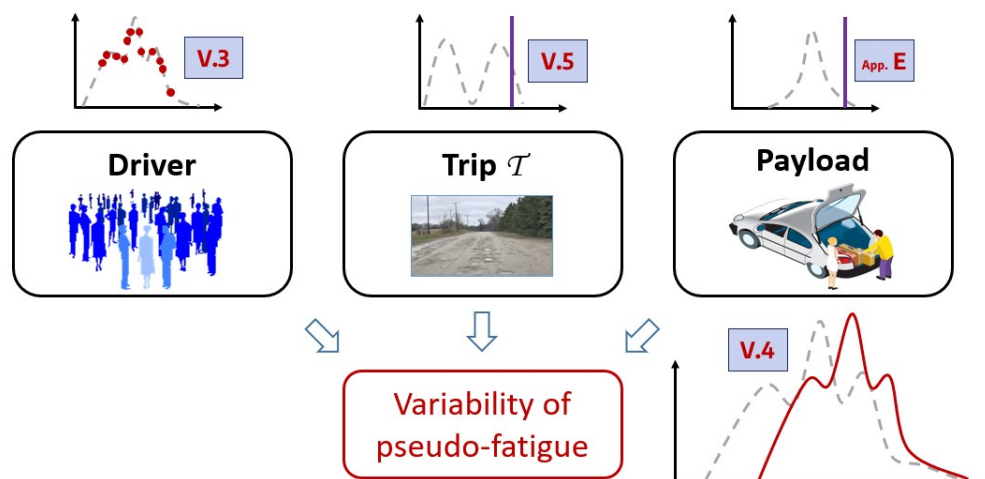 V.3
V.5
App. E
Driver
Trip 𝒯
Payload
V.4
Variability of
pseudo-fatigue